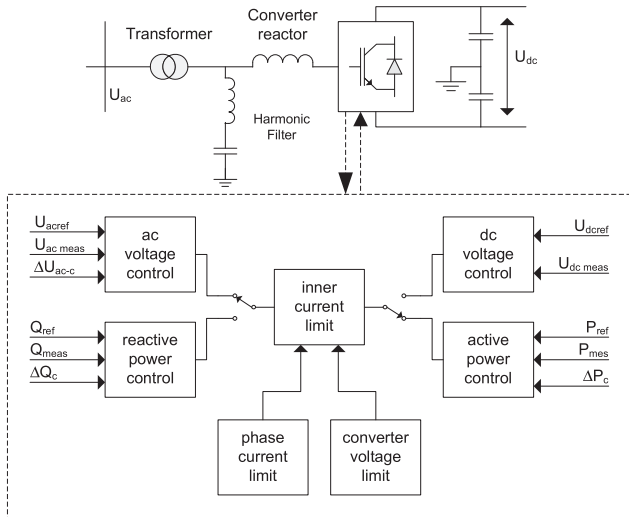 Converter
reactor
Transformer
U_dc
U_ac
Harmonic
Filter
U_acref
U_ac meas
ΔU_ac-c
ac
voltage
control
dc
voltage
control
U_dcref
U_dc meas
inner
current
limit
Q_ref
Q_meas
ΔQ_c
reactive
power
control
active
power
control
P_ref
P_mes
ΔP_c
phase
current
limit
converter
voltage
limit